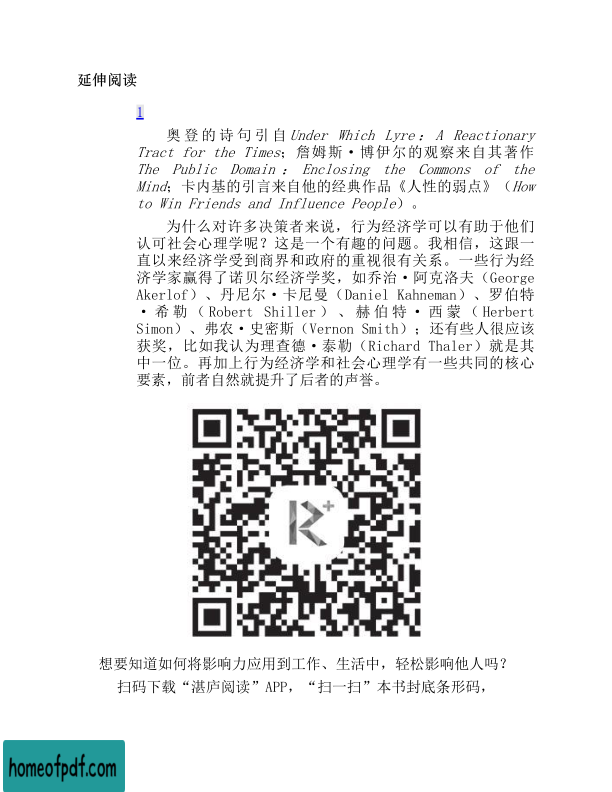 延伸阅读
1
奥登的诗句引自Under Which Lyre：A Reactionary
Tract for the Times；詹姆斯·博伊尔的观察来自其著作
The Public Domain：Enclosing the Commons of the
Mind；卡内基的引言来自他的经典作品《人性的弱点》（How
to Win Friends and Influence People）。
为什么对许多决策者来说，行为经济学可以有助于他们
认可社会心理学呢？这是一个有趣的问题。我相信，这跟一
直以来经济学受到商界和政府的重视很有关系。一些行为经
济学家赢得了诺贝尔经济学奖，如乔治·阿克洛夫（George
Akerlof）、丹尼尔·卡尼曼（Daniel Kahneman）、罗伯特
·希勒（Robert Shiller）、赫伯特·西蒙（Herbert
Simon）、弗农·史密斯（Vernon Smith）；还有些人很应该
获奖，比如我认为理查德·泰勒（Richard Thaler）就是其
中一位。再加上行为经济学和社会心理学有一些共同的核心
要素，前者自然就提升了后者的声誉。
R+
想要知道如何将影响力应用到工作、生活中，轻松影响他人吗？
扫码下载“湛庐阅读”APP，“扫一扫”本书封底条形码，
homeofpdf.com